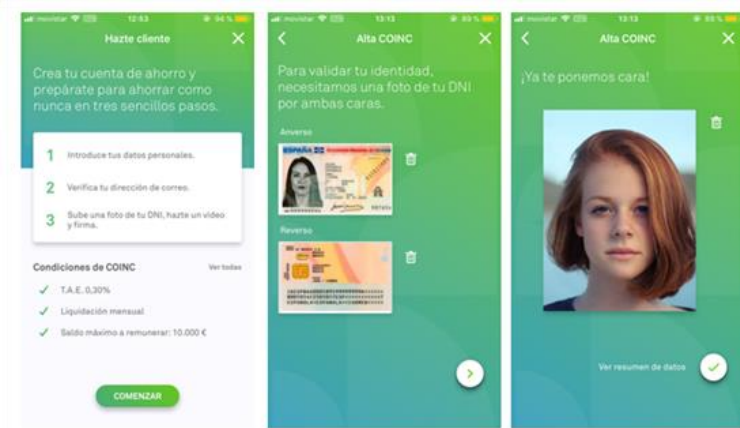 movistar
12:53
94 %
Hazte cliente
Crea tu cuenta de ahorro y
prepárate para ahorrar como
nunca en tres sencillos pasos.
1 Introduce tus datos personales.
2 Verifica tu dirección de correo.
3 Sube una foto de tu DNI, hazte un vídeo
y firma.
Condiciones de COINC
Ver todas
T.A.E. 0,30%
Liquidación mensual
Saldo máximo a remunerar: 10.000 €
COMENZAR
movistar
13:13
89 %
Alta COINC
Para validar tu identidad,
necesitamos una foto de tu DNI
por ambas caras.
Anverso
ESPAÑA
Reverso
movistar
13:13
89 %
Alta COINC
¡Ya te ponemos cara!
Ver resumen de datos